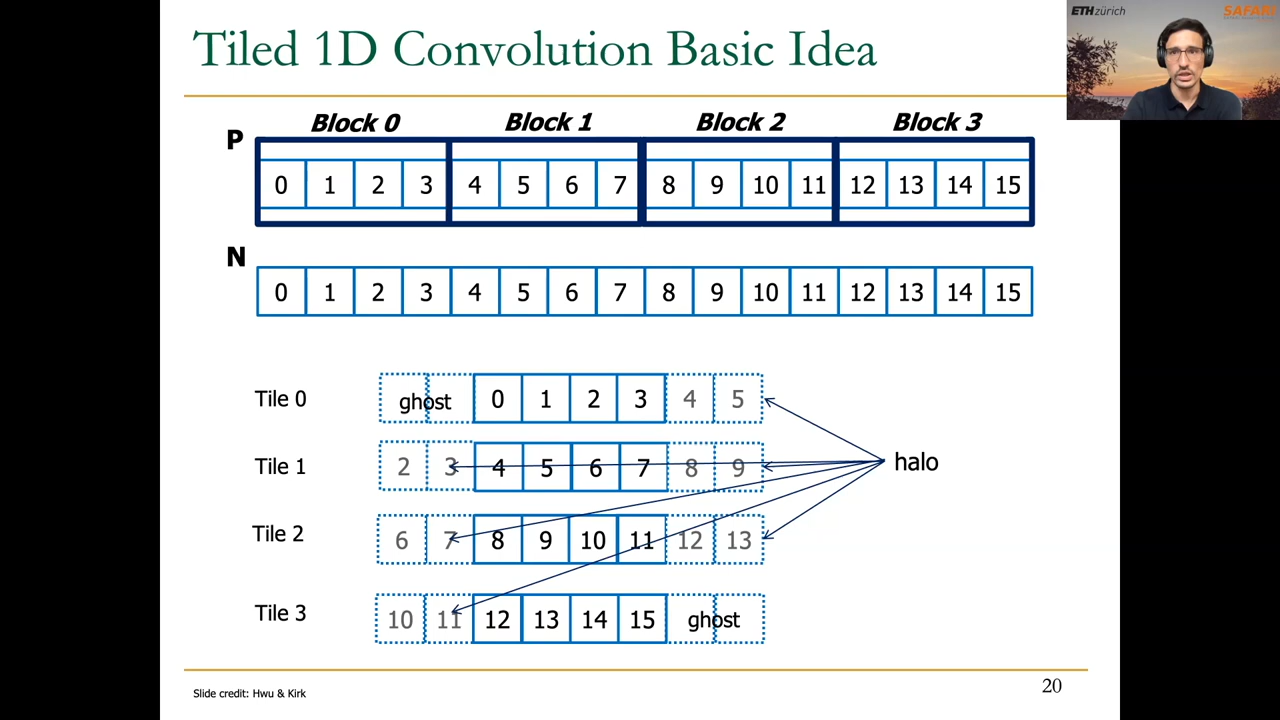 Tiled 1D Convolution Basic Idea
ETH zürich SAFARI
Block 0 Block 1 Block 2 Block 3
P
0 1 2 3 4 5 6 7 8 9 10 11 12 13 14 15
N
0 1 2 3 4 5 6 7 8 9 10 11 12 13 14 15
Tile 0 ghost 0 1 2 3 4 5
Tile 1 2 3 4 5 6 7 8 9 halo
Tile 2 6 7 8 9 10 11 12 13
Tile 3 10 11 12 13 14 15 ghost
Slide credit: Hwu & Kirk 20